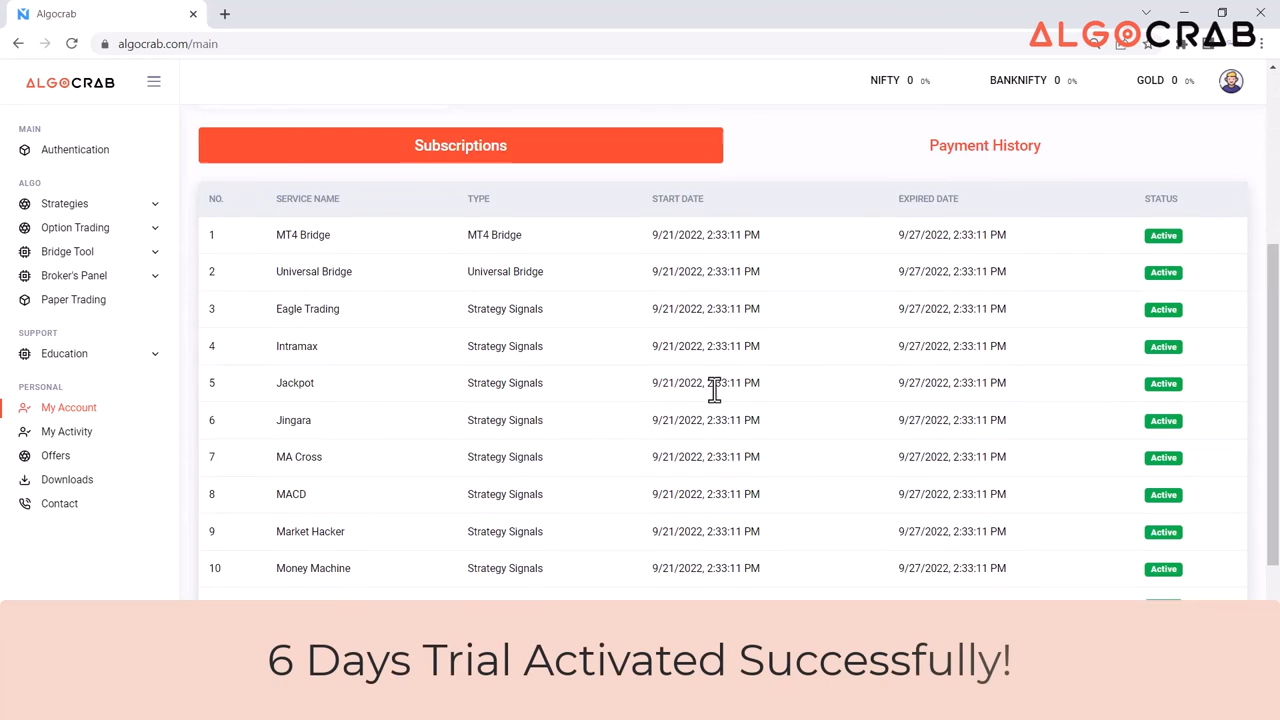 Algocrab
algocrab.com/main
ALGOCRAB
ALGOCRAB
NIFTY 0 0%
BANKNIFTY 0 0%
GOLD 0 0%
MAIN
Authentication
ALGO
Strategies
Option Trading
Bridge Tool
Broker's Panel
Paper Trading
SUPPORT
Education
PERSONAL
My Account
My Activity
Offers
Downloads
Contact
Subscriptions
Payment History
NO. SERVICE NAME TYPE START DATE EXPIRED DATE STATUS
1 MT4 Bridge MT4 Bridge 9/21/2022, 2:33:11 PM 9/27/2022, 2:33:11 PM Active
2 Universal Bridge Universal Bridge 9/21/2022, 2:33:11 PM 9/27/2022, 2:33:11 PM Active
3 Eagle Trading Strategy Signals 9/21/2022, 2:33:11 PM 9/27/2022, 2:33:11 PM Active
4 Intramax Strategy Signals 9/21/2022, 2:33:11 PM 9/27/2022, 2:33:11 PM Active
5 Jackpot Strategy Signals 9/21/2022, 2:33:11 PM 9/27/2022, 2:33:11 PM Active
6 Jingara Strategy Signals 9/21/2022, 2:33:11 PM 9/27/2022, 2:33:11 PM Active
7 MA Cross Strategy Signals 9/21/2022, 2:33:11 PM 9/27/2022, 2:33:11 PM Active
8 MACD Strategy Signals 9/21/2022, 2:33:11 PM 9/27/2022, 2:33:11 PM Active
9 Market Hacker Strategy Signals 9/21/2022, 2:33:11 PM 9/27/2022, 2:33:11 PM Active
10 Money Machine Strategy Signals 9/21/2022, 2:33:11 PM 9/27/2022, 2:33:11 PM Active
6 Days Trial Activated Successfully!